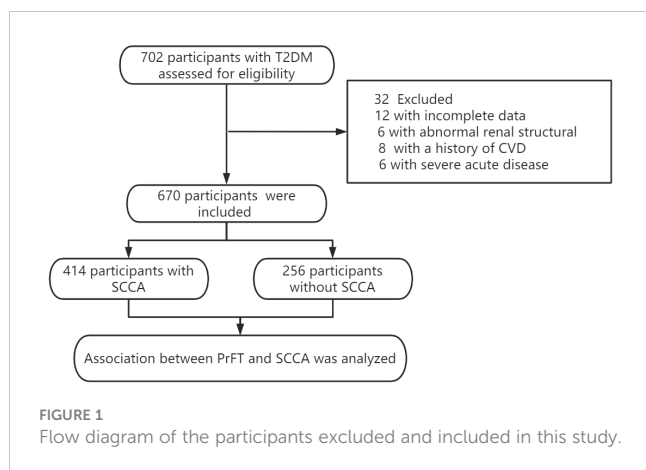 702 participants with T2DM
assessed for eligibility
32 Excluded
12 with incomplete data
6 with abnormal renal structural
8 with a history of CVD
6 with severe acute disease
670 participants were
included
414 participants with
SCCA
256 participants
without SCCA
Association between PrFT and SCCA was analyzed
FIGURE 1
Flow diagram of the participants excluded and included in this study.